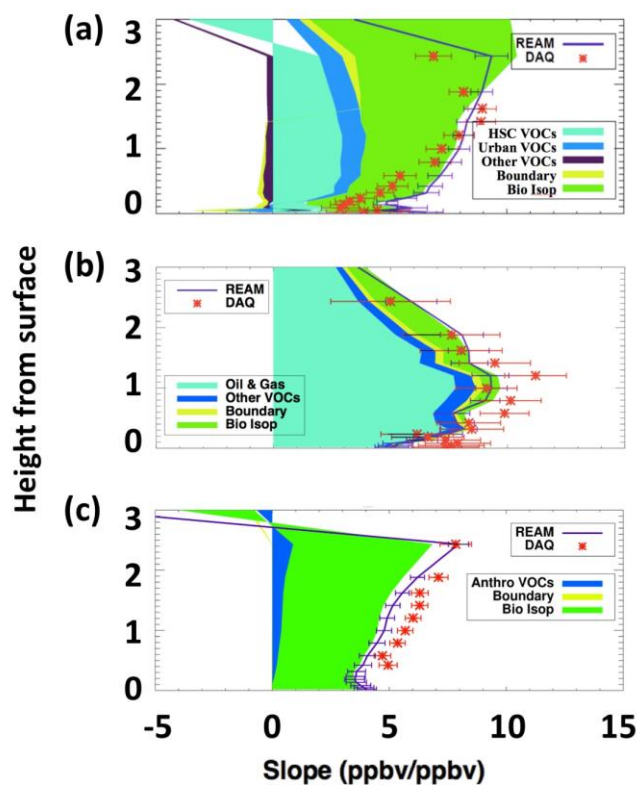 (a)
3
2
1
0
REAM
DAQ
HSC VOCs
Urban VOCs
Other VOCs
Boundary
Bio Isop
Height from surface
(b)
3
2
1
0
REAM
DAQ
Oil & Gas
Other VOCs
Boundary
Bio Isop
(c)
3
2
1
0
REAM
DAQ
Anthro VOCs
Boundary
Bio Isop
-5 0 5 10 15
Slope (ppbv/ppbv)